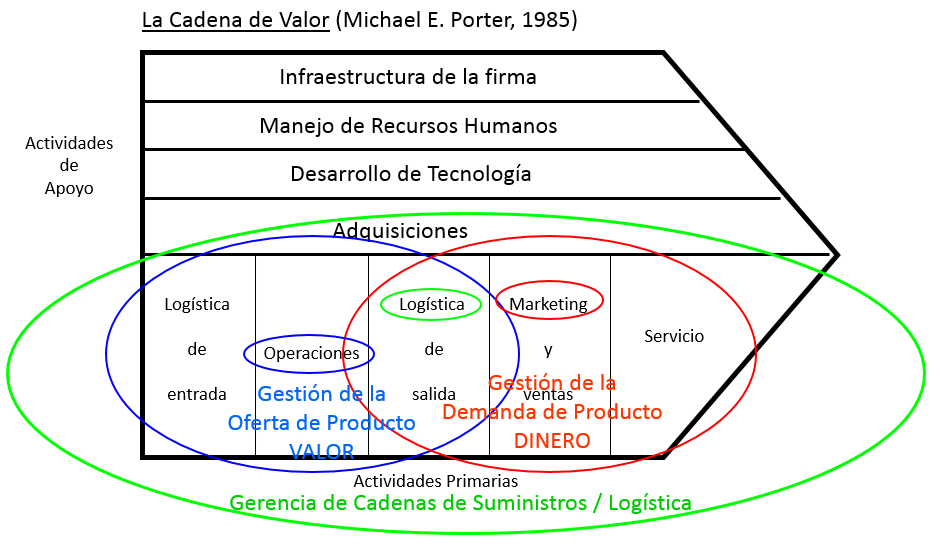 La Cadena de Valor (Michael E. Porter, 1985)
Infraestructura de la firma
Manejo de Recursos Humanos
Desarrollo de Tecnología
Adquisiciones
Actividades
de
Apoyo
Logística
de
entrada
Operaciones
Logística
de
salida
Marketing
y
ventas
Servicio
Gestión de la
Oferta de Producto
VALOR
Gestión de la
Demanda de Producto
DINERO
Actividades Primarias
Gerencia de Cadenas de Suministros / Logística